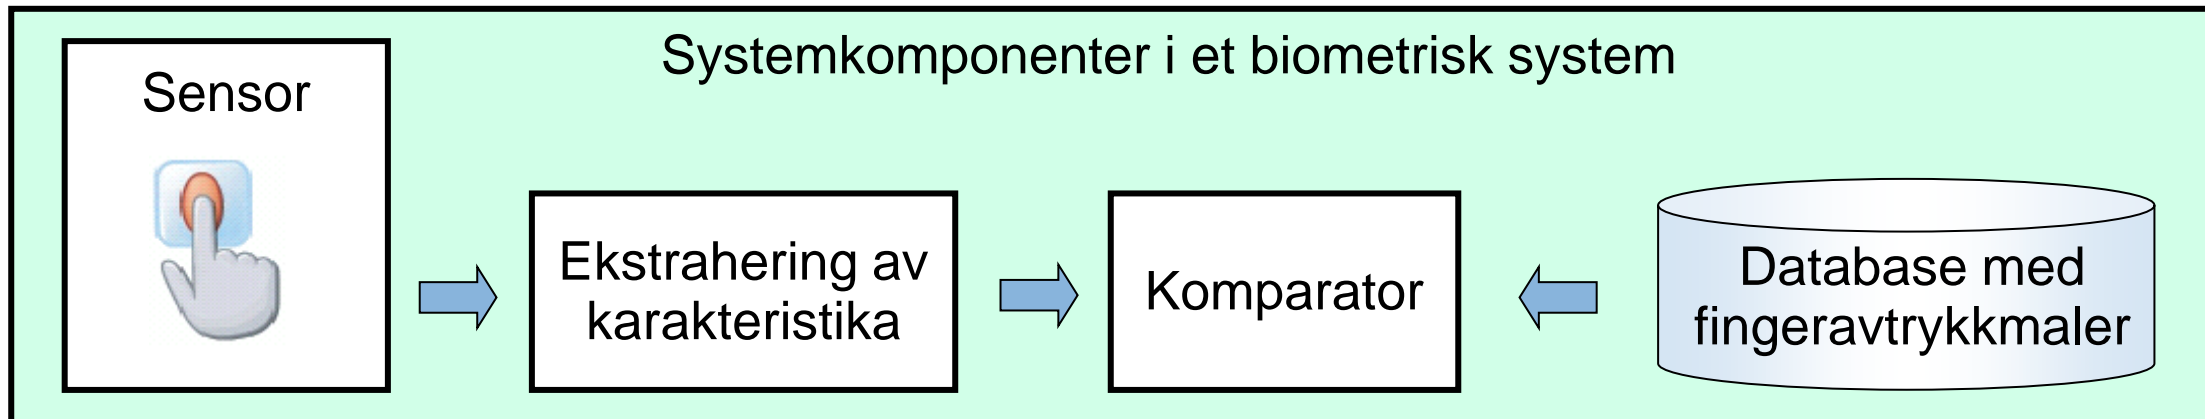 Systemkomponenter i et biometrisk system
Sensor
Ekstrahering av
karakteristika
Komparator
Database med
fingeravtrykkmaler